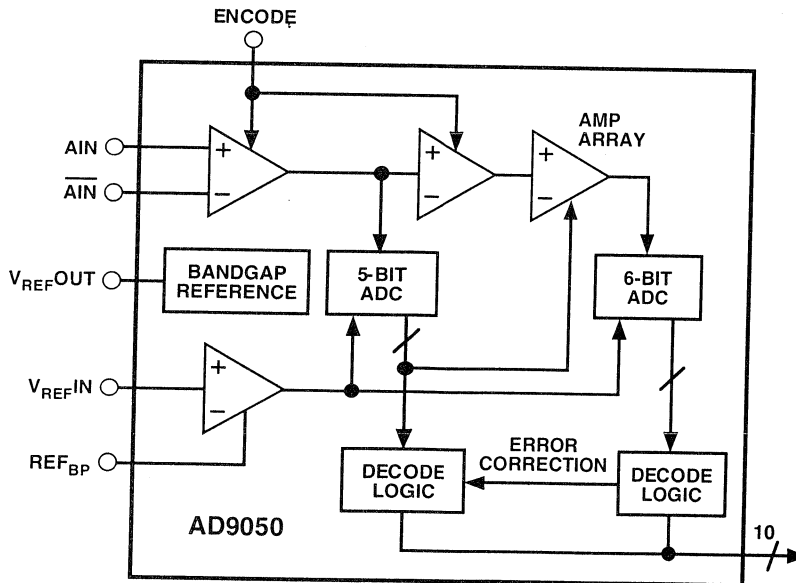 ENCODE
AMP
ARRAY
AIN
+
+
+
AIN
−
−
−
VREFOUT
BANDGAP
REFERENCE
5-BIT
ADC
6-BIT
ADC
VREFIN
+
−
REFBP
ERROR
CORRECTION
DECODE
LOGIC
DECODE
LOGIC
AD9050
10